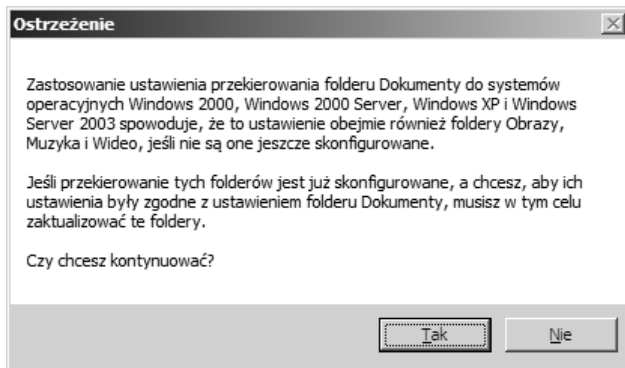 Ostrzeżenie
Zastosowanie ustawienia przekierowania folderu Dokumenty do systemów
operacyjnych Windows 2000, Windows 2000 Server, Windows XP i Windows
Server 2003 spowoduje, że to ustawienie obejmie również foldery Obrazy,
Muzyka i Wideo, jeśli nie są one jeszcze skonfigurowane.
Jeśli przekierowanie tych folderów jest już skonfigurowane, a chcesz, aby ich
ustawienia były zgodne z ustawieniem folderu Dokumenty, musisz w tym celu
zaktualizować te foldery.
Czy chcesz kontynuować?
Tak Nie